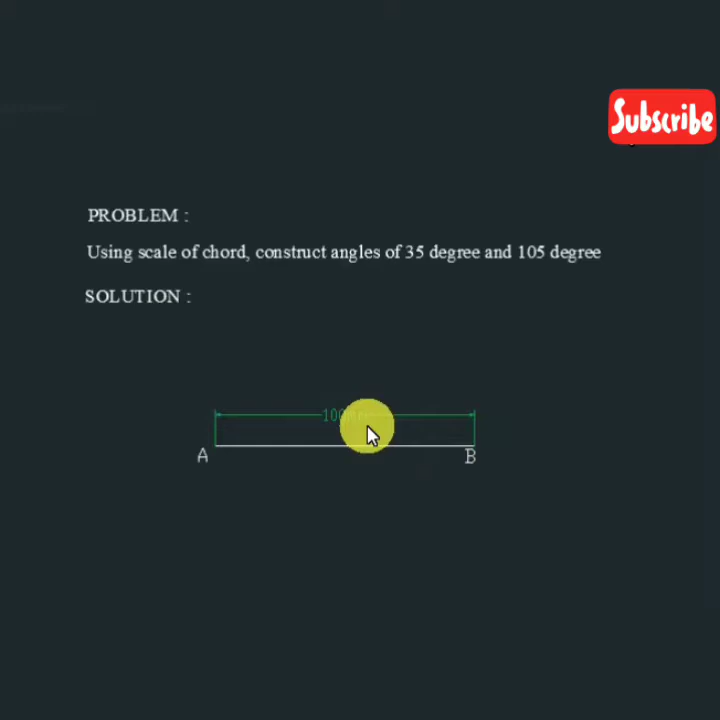 Subscribe
PROBLEM :
Using scale of chord, construct angles of 35 degree and 105 degree
SOLUTION :
A
B